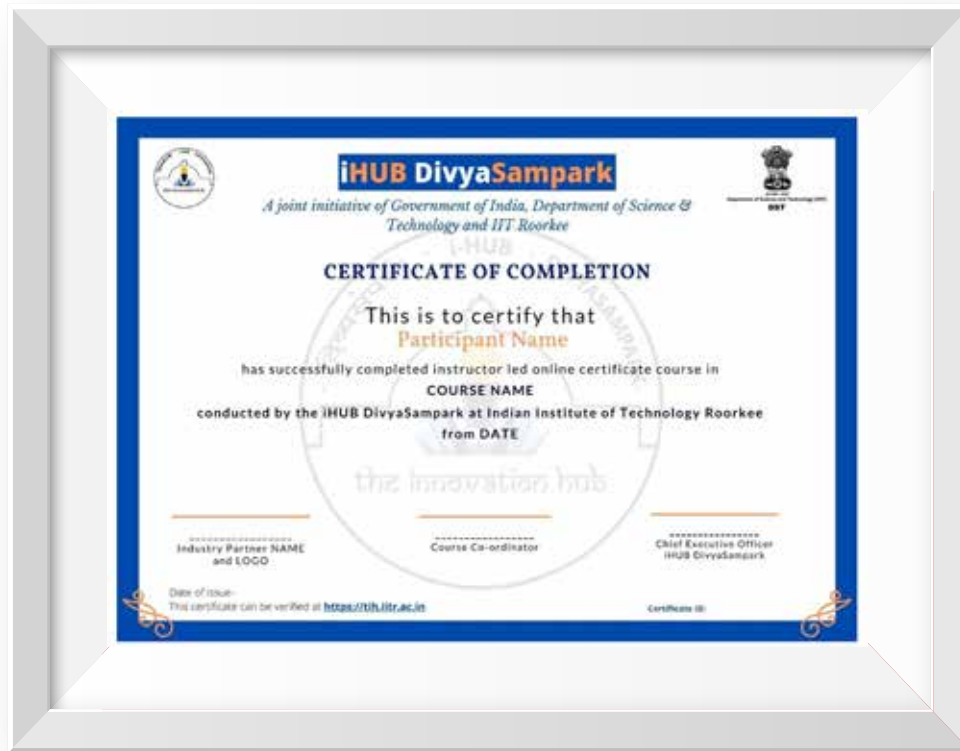 iHUB DivyaSampark
A joint initiative of Government of India, Department of Science &
Technology and IIT Roorkee
DST
i-HUB DIVYASAMPARK
CERTIFICATE OF COMPLETION
This is to certify that
Participant Name
has successfully completed instructor led online certificate course in
COURSE NAME
conducted by the iHUB DivyaSampark at Indian Institute of Technology Roorkee
from DATE
the innovation hub
Industry Partner NAME
and LOGO
Course Co-ordinator
Chief Executive Officer
iHUB DivyaSampark
Date of issue-
This certificate can be verified at https://tih.iitr.ac.in
Certificate ID